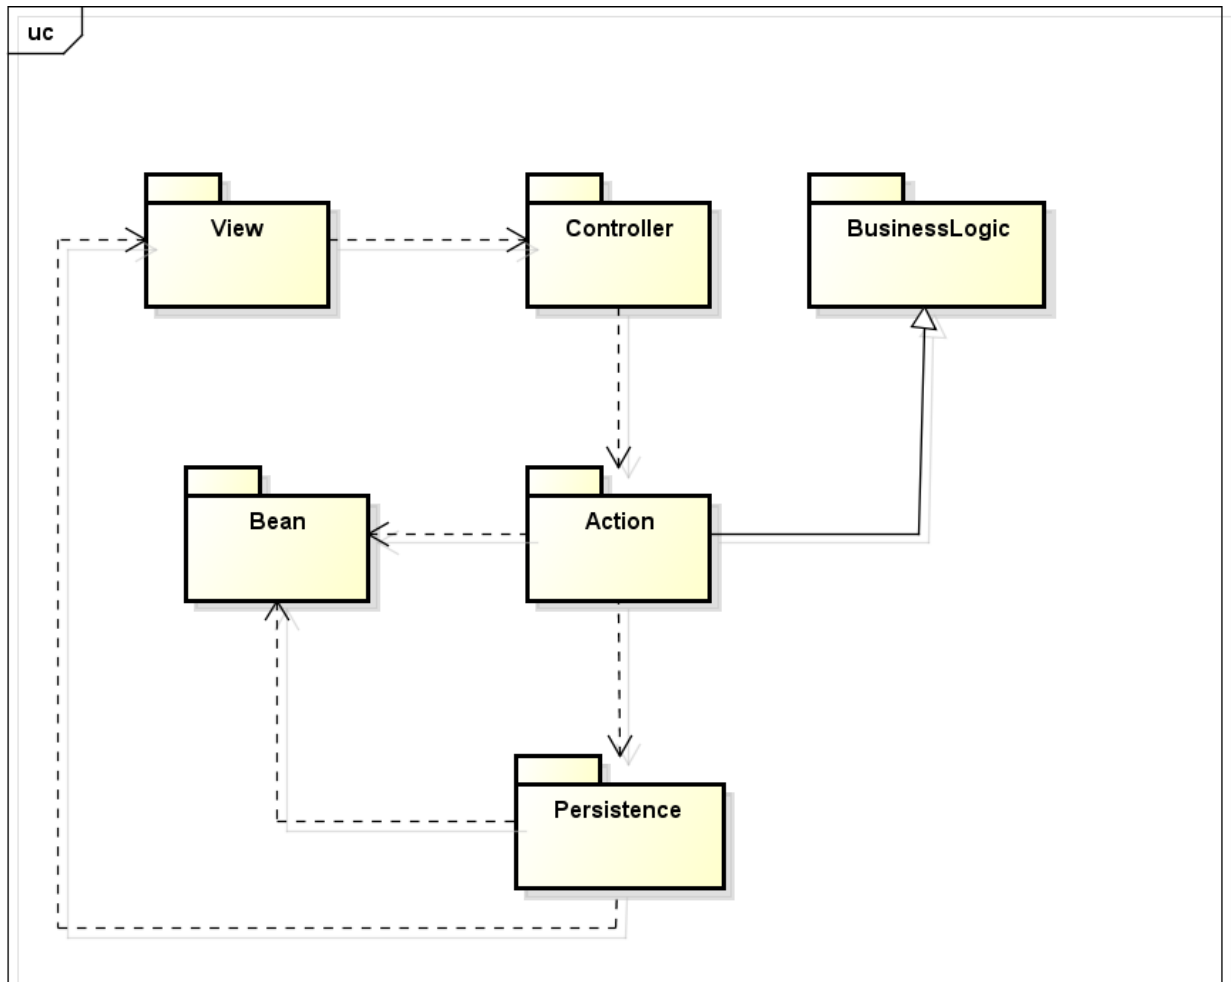 uc
View
Controller
BusinessLogic
Bean
Action
Persistence